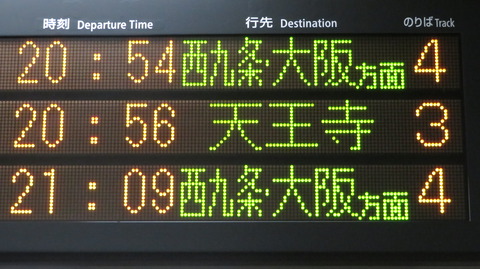 時刻 Departure Time 行先 Destination のりば Track
20:54 西九条・大阪方面 4
20:56 天王寺 3
21:09 西九条・大阪方面 4